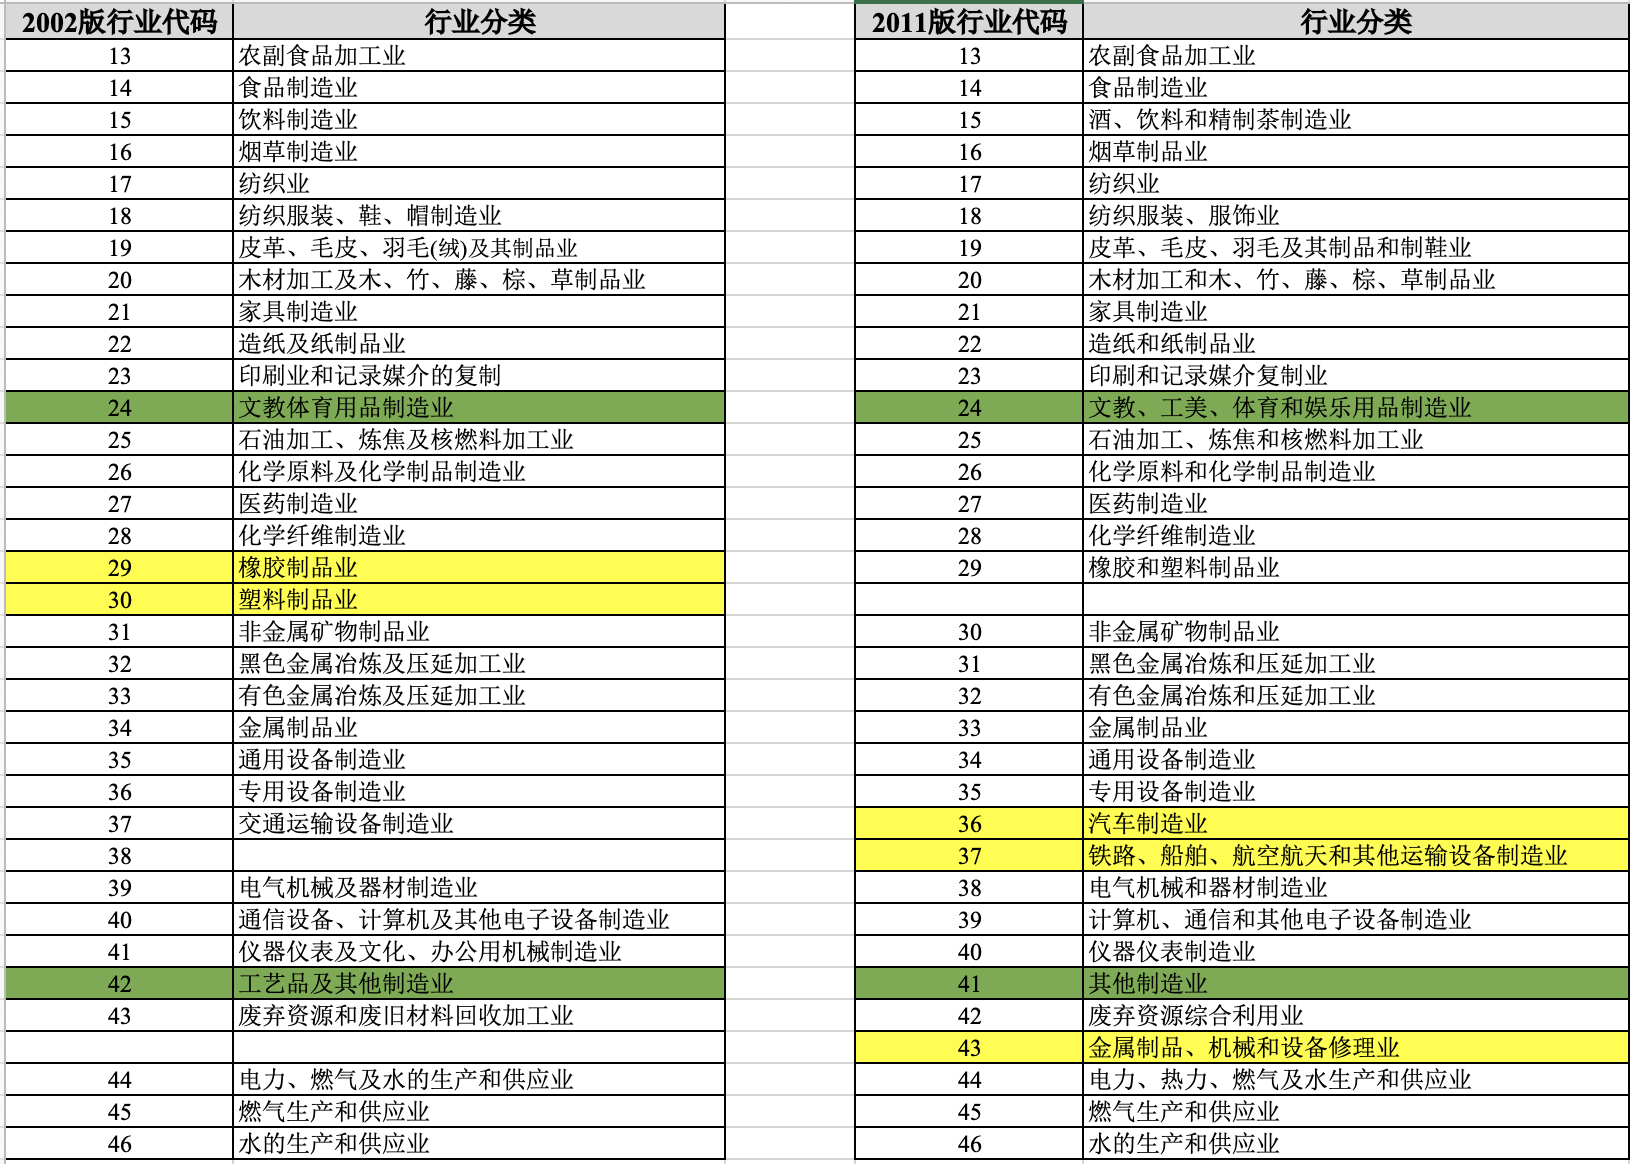 2002版行业代码 行业分类 2011版行业代码 行业分类
13 农副食品加工业 13 农副食品加工业
14 食品制造业 14 食品制造业
15 饮料制造业 15 酒、饮料和精制茶制造业
16 烟草制造业 16 烟草制品业
17 纺织业 17 纺织业
18 纺织服装、鞋、帽制造业 18 纺织服装、服饰业
19 皮革、毛皮、羽毛(绒)及其制品业 19 皮革、毛皮、羽毛及其制品和制鞋业
20 木材加工及木、竹、藤、棕、草制品业 20 木材加工和木、竹、藤、棕、草制品业
21 家具制造业 21 家具制造业
22 造纸及纸制品业 22 造纸和纸制品业
23 印刷业和记录媒介的复制 23 印刷和记录媒介复制业
24 文教体育用品制造业 24 文教、工美、体育和娱乐用品制造业
25 石油加工、炼焦及核燃料加工业 25 石油加工、炼焦和核燃料加工业
26 化学原料及化学制品制造业 26 化学原料和化学制品制造业
27 医药制造业 27 医药制造业
28 化学纤维制造业 28 化学纤维制造业
29 橡胶制品业 29 橡胶和塑料制品业
30 塑料制品业
31 非金属矿物制品业 30 非金属矿物制品业
32 黑色金属冶炼及压延加工业 31 黑色金属冶炼和压延加工业
33 有色金属冶炼及压延加工业 32 有色金属冶炼和压延加工业
34 金属制品业 33 金属制品业
35 通用设备制造业 34 通用设备制造业
36 专用设备制造业 35 专用设备制造业
37 交通运输设备制造业 36 汽车制造业
38 37 铁路、船舶、航空航天和其他运输设备制造业
39 电气机械及器材制造业 38 电气机械和器材制造业
40 通信设备、计算机及其他电子设备制造业 39 计算机、通信和其他电子设备制造业
41 仪器仪表及文化、办公用机械制造业 40 仪器仪表制造业
42 工艺品及其他制造业 41 其他制造业
43 废弃资源和废旧材料回收加工业 42 废弃资源综合利用业
43 金属制品、机械和设备修理业
44 电力、燃气及水的生产和供应业 44 电力、热力、燃气及水生产和供应业
45 燃气生产和供应业 45 燃气生产和供应业
46 水的生产和供应业 46 水的生产和供应业